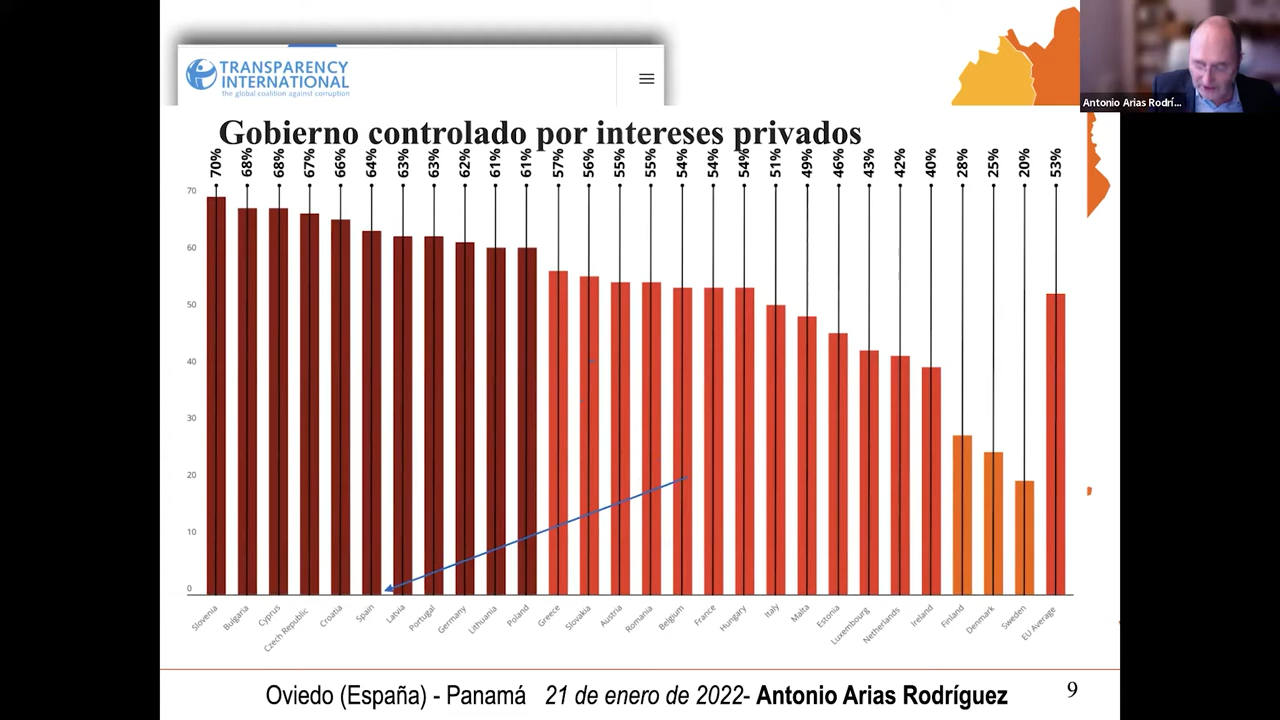 TRANSPARENCY
INTERNATIONAL
the global coalition against corruption
Antonio Arias Rodrí...
Gobierno controlado por intereses privados
70% 68% 68% 67% 66% 64% 63% 63% 62% 61% 61% 57% 56% 55% 55% 54% 54% 54% 51% 49% 46% 43% 42% 40% 28% 25% 20% 53%
70
60
50
40
30
20
10
0
Slovenia Bulgaria Cyprus Czech Republic Croatia Spain Latvia Portugal Germany Lithuania Poland Greece Slovakia Austria Romania Belgium France Hungary Italy Malta Estonia Luxembourg Netherlands Ireland Finland Denmark Sweden EU Average
Oviedo (España) - Panamá 21 de enero de 2022- Antonio Arias Rodríguez
9